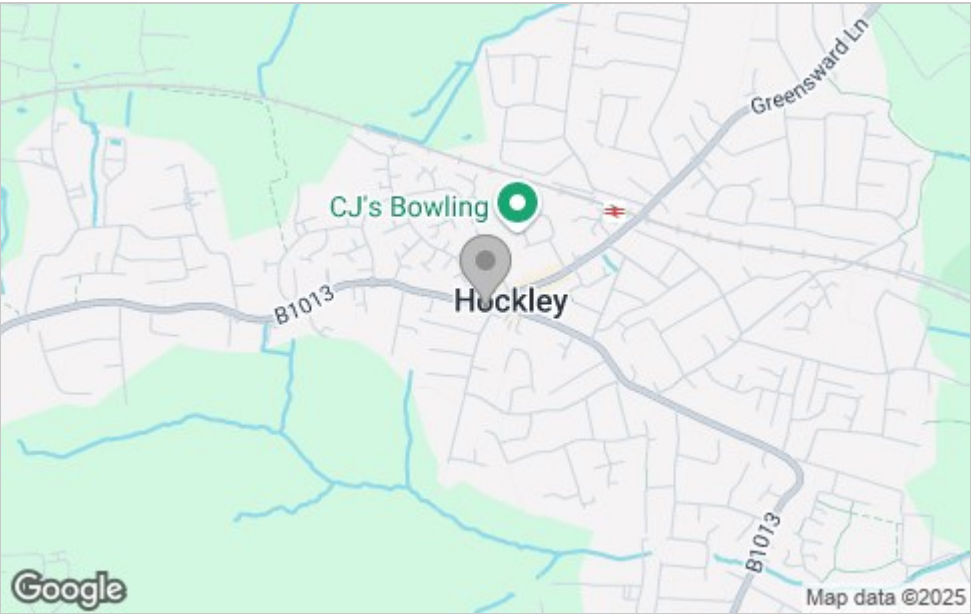 Greensward Ln
CJ's Bowling
B1013
Hockley
B1013
Google
Map data ©2025